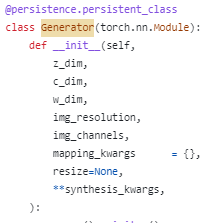 @persistence.persistent_class
class Generator(torch.nn.Module):
    def __init__(self,
        z_dim,
        c_dim,
        w_dim,
        img_resolution,
        img_channels,
        mapping_kwargs      = {},
        resize=None,
        **synthesis_kwargs,
    ):